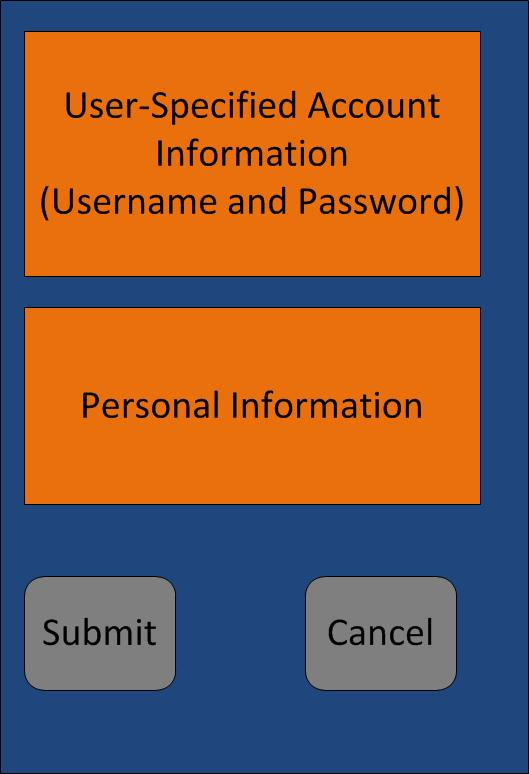 User-Specified Account
Information
(Username and Password)
Personal Information
Submit
Cancel